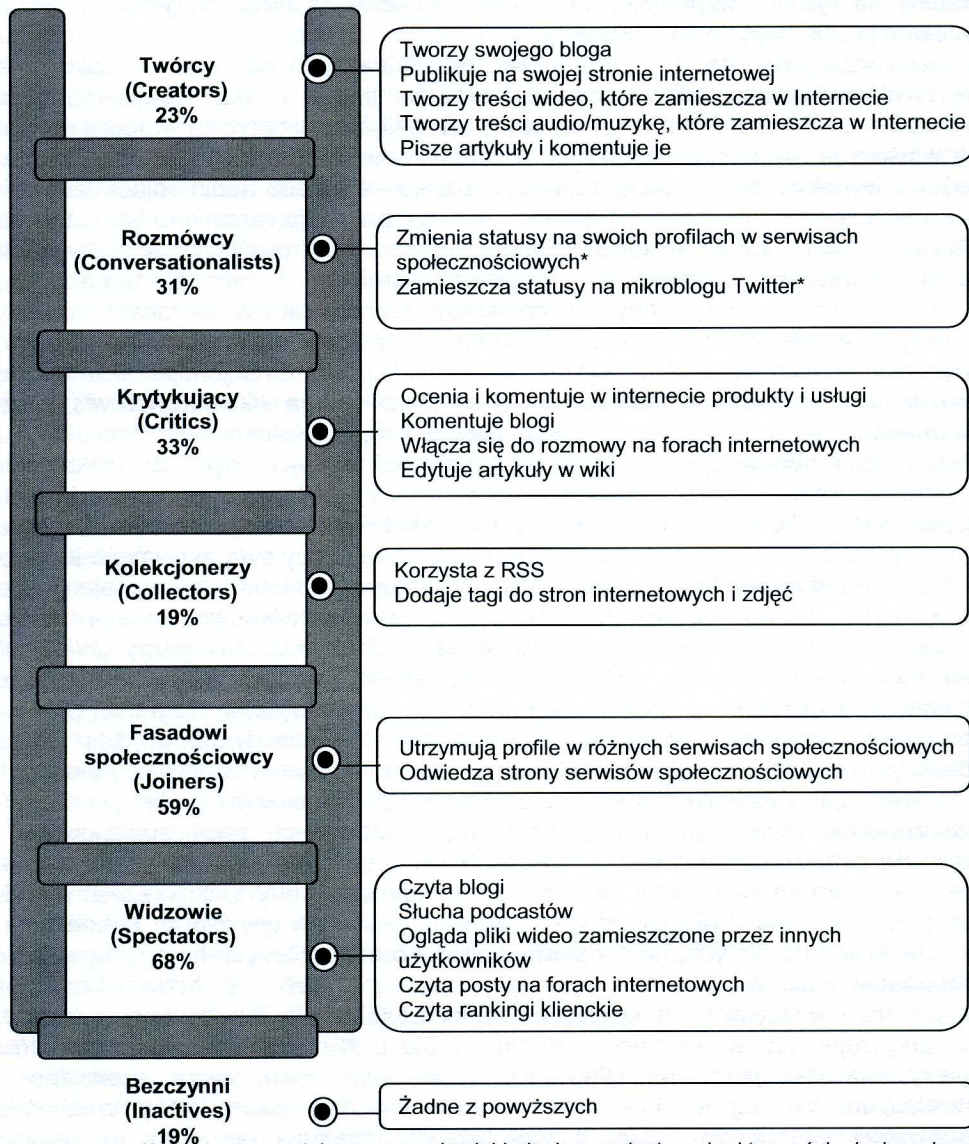 Twórcy
(Creators)
23%
Tworzy swojego bloga
Publikuje na swojej stronie internetowej
Tworzy treści wideo, które zamieszcza w Internecie
Tworzy treści audio/muzykę, które zamieszcza w Internecie
Pisze artykuły i komentuje je
Rozmówcy
(Conversationalists)
31%
Zmienia statusy na swoich profilach w serwisach
społecznościowych*
Zamieszcza statusy na mikroblogu Twitter*
Krytykujący
(Critics)
33%
Ocenia i komentuje w internecie produkty i usługi
Komentuje blogi
Włącza się do rozmowy na forach Internetowych
Edytuje artykuły w wiki
Kolekcjonerzy
(Collectors)
19%
Korzysta z RSS
Dodaje tagi do stron internetowych i zdjęć
Fasadowi
społecznościowcy
(Joiners)
59%
Utrzymują profile w różnych serwisach społecznościowych
Odwiedza strony serwisów społecznościowych
Widzowie
(Spectators)
68%
Czyta blogi
Słucha podcastów
Ogląda pliki wideo zamieszczone przez innych
użytkowników
Czyta posty na forach internetowych
Czyta rankingi klienckie
Bezczynni
(Inactives)
19%
Żadne z powyższych